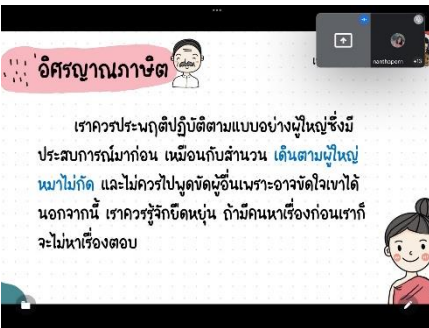 อิศรญาณภาษิต
nanthaporn +13
เราควรประพฤติปฏิบัติตามแบบอย่างผู้ใหญ่ซึ่งมี
ประสบการณ์มาก่อน เหมือนกับสำนวน เดินตามผู้ใหญ่
หมาไม่กัด และไม่ควรไปพูดขัดผู้อื่นเพราะอาจขัดใจเขาได้
นอกจากนี้ เราควรรู้จักยืดหยุ่น ถ้ามีคนหาเรื่องก่อนเราก็
จะไม่หาเรื่องตอบ